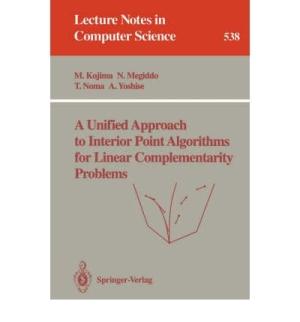 Lecture Notes in
Computer Science 538
M. Kojima N. Megiddo
T. Noma A. Yoshise
A Unified Approach
to Interior Point Algorithms
for Linear Complementarity
Problems
Springer-Verlag